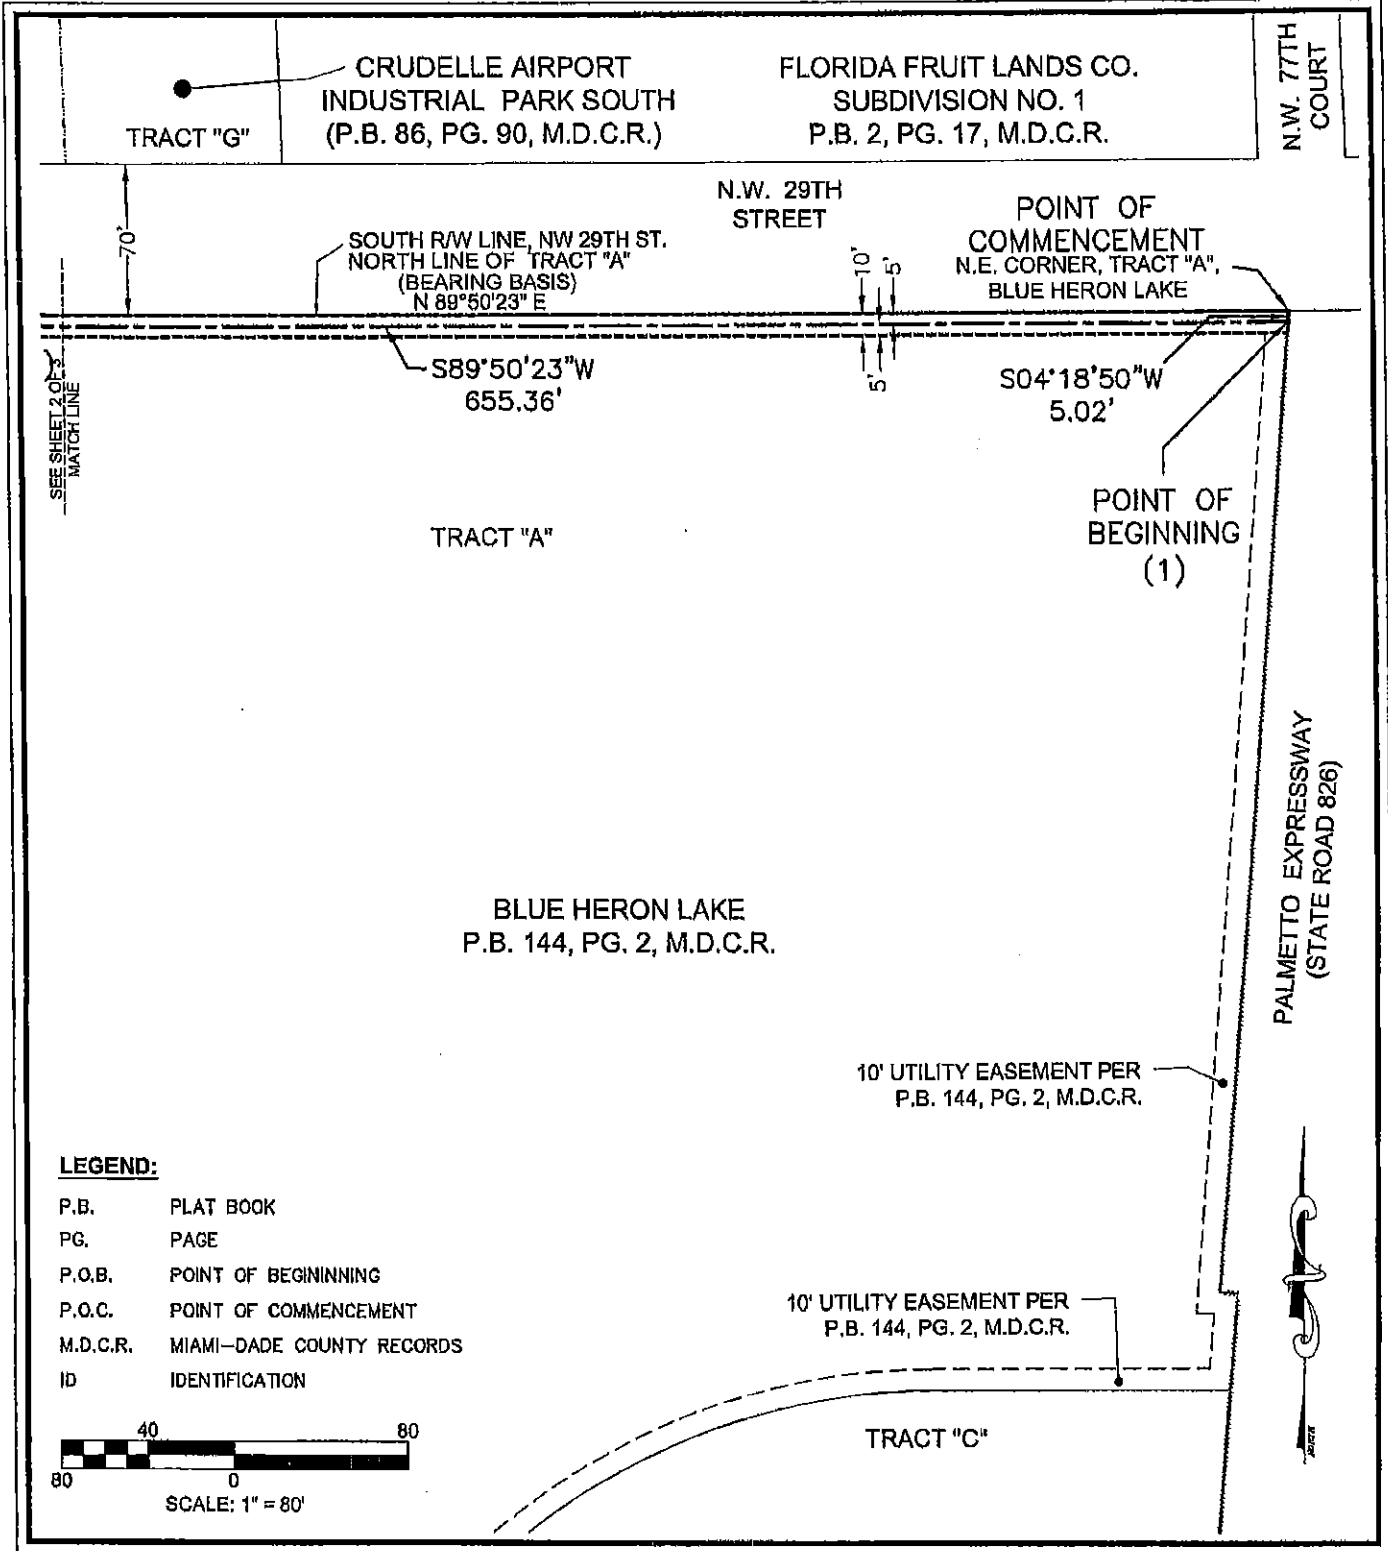 CRUDELLE AIRPORT
INDUSTRIAL PARK SOUTH
(P.B. 86, PG. 90, M.D.C.R.)
TRACT "G"
FLORIDA FRUIT LANDS CO.
SUBDIVISION NO. 1
P.B. 2, PG. 17, M.D.C.R.
N.W. 77TH
COURT
N.W. 29TH
STREET
70'
SOUTH R/W LINE, NW 29TH ST.
NORTH LINE OF TRACT "A"
(BEARING BASIS)
N 89°50'23" E
10'
5'
5'
POINT OF
COMMENCEMENT
N.E. CORNER, TRACT "A",
BLUE HERON LAKE
S89°50'23"W
655.36'
S04°18'50"W
5.02'
SEE SHEET 2 OF 3
MATCH LINE
POINT OF
BEGINNING
(1)
TRACT "A"
BLUE HERON LAKE
P.B. 144, PG. 2, M.D.C.R.
PALMETTO EXPRESSWAY
(STATE ROAD 826)
10' UTILITY EASEMENT PER
P.B. 144, PG. 2, M.D.C.R.
10' UTILITY EASEMENT PER
P.B. 144, PG. 2, M.D.C.R.
TRACT "C"
LEGEND:
P.B. PLAT BOOK
PG. PAGE
P.O.B. POINT OF BEGININNING
P.O.C. POINT OF COMMENCEMENT
M.D.C.R. MIAMI-DADE COUNTY RECORDS
ID IDENTIFICATION
40 80
80 0
SCALE: 1" = 80'